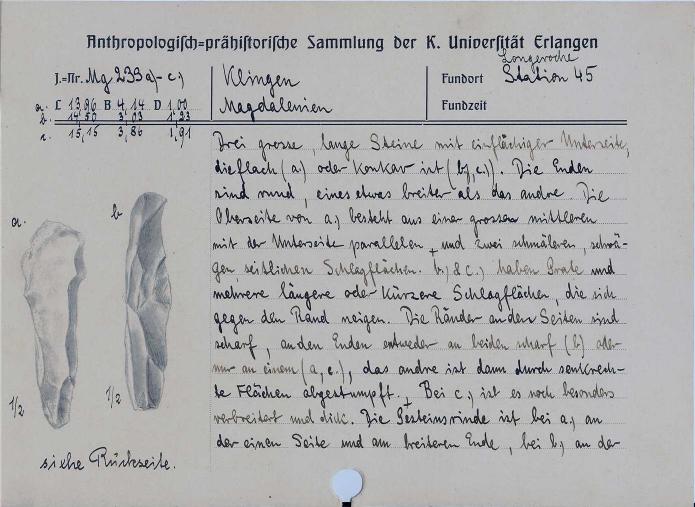 Anthropologisch=prähistorische Sammlung der K. Universität Erlangen
Longeroche
J.=Nr. Mg 233 a)-c)
Klingen
Fundort Station 45
a. L 13,96 B 4,14 D 1,00
Magdalenien
Fundzeit
b. 14,50 3,03 1,33
c. 15,15 3,86 1,91
Drei grosse, lange Steine mit einflächiger Unterseite,
die flach (a) oder konkav ist (b), c)). Die Enden
sind rund, eines etwas breiter als das andre. Die
Oberseite von a) besteht aus einer grossen mittleren
mit der Unterseite parallelen + und zwei schmäleren, schrä-
gen seitlichen Schlagflächen. b) & c) haben Grate und
mehrere längere oder kürzere Schlagflächen, die sich
gegen den Rand neigen. Die Ränder an den Seiten sind
scharf, an den Enden entweder an beiden scharf (b) oder
nur an einem (a, c), das andre ist dann durch senkrech-
te Flächen abgestumpft. + Bei c) ist es noch besonders
verbreitert und dick. Die Gesteinsrinde ist bei a) an
der einen Seite und am breiteren Ende, bei b) an der
a.
b
1/2
1/2
siehe Rückseite.